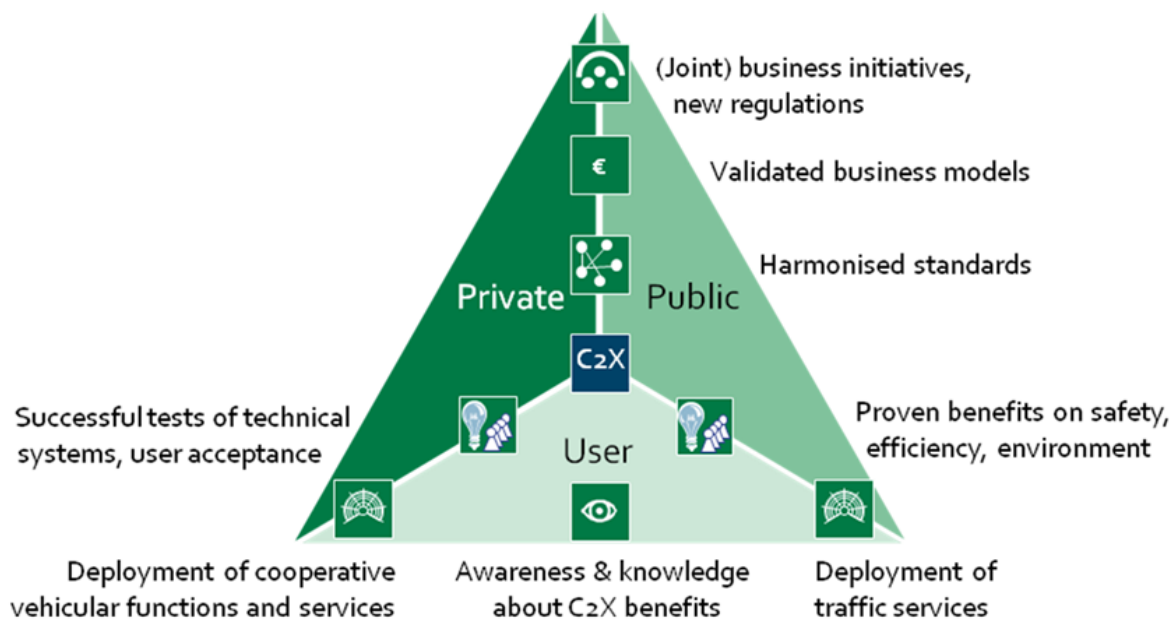 (Joint) business initiatives,
new regulations
€
Validated business models
Harmonised standards
Private
Public
C2X
Successful tests of technical
systems, user acceptance
Proven benefits on safety,
efficiency, environment
User
Deployment of cooperative
vehicular functions and services
Awareness & knowledge
about C2X benefits
Deployment of
traffic services